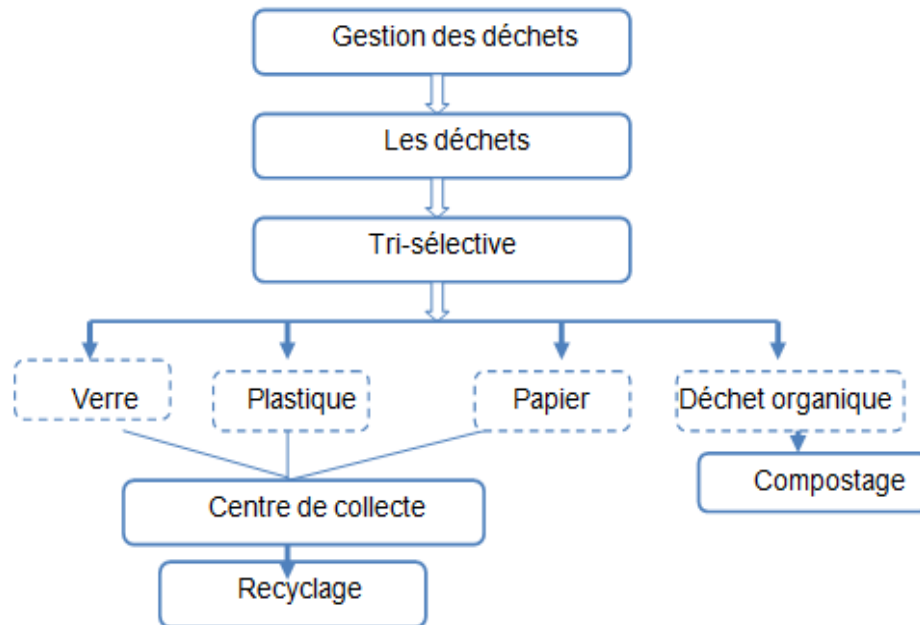 Gestion des déchets
Les déchets
Tri-sélective
Verre
Plastique
Papier
Déchet organique
Compostage
Centre de collecte
Recyclage